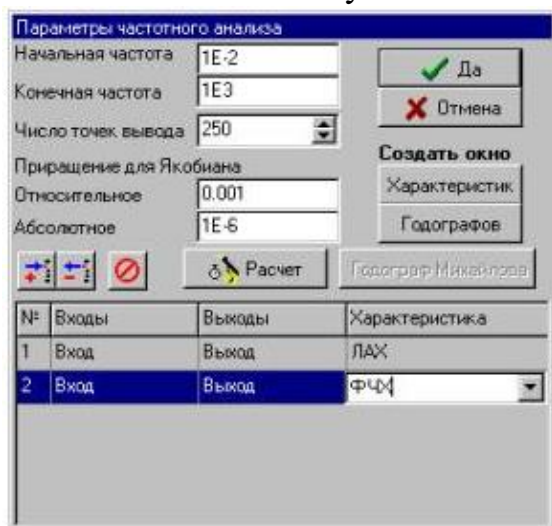 Параметры частотного анализа
Начальная частота 1E-2
Да
Конечная частота 1E3
Отмена
Число точек вывода 250
Создать окно
Приращение для Якобиана
Характеристик
Относительное 0.001
Абсолютное 1E-6
Годографов
Расчет
Годограф Михайлова
№ Входы Выходы Характеристика
1 Вход Выход ЛАХ
2 Вход Выход ФЧХ